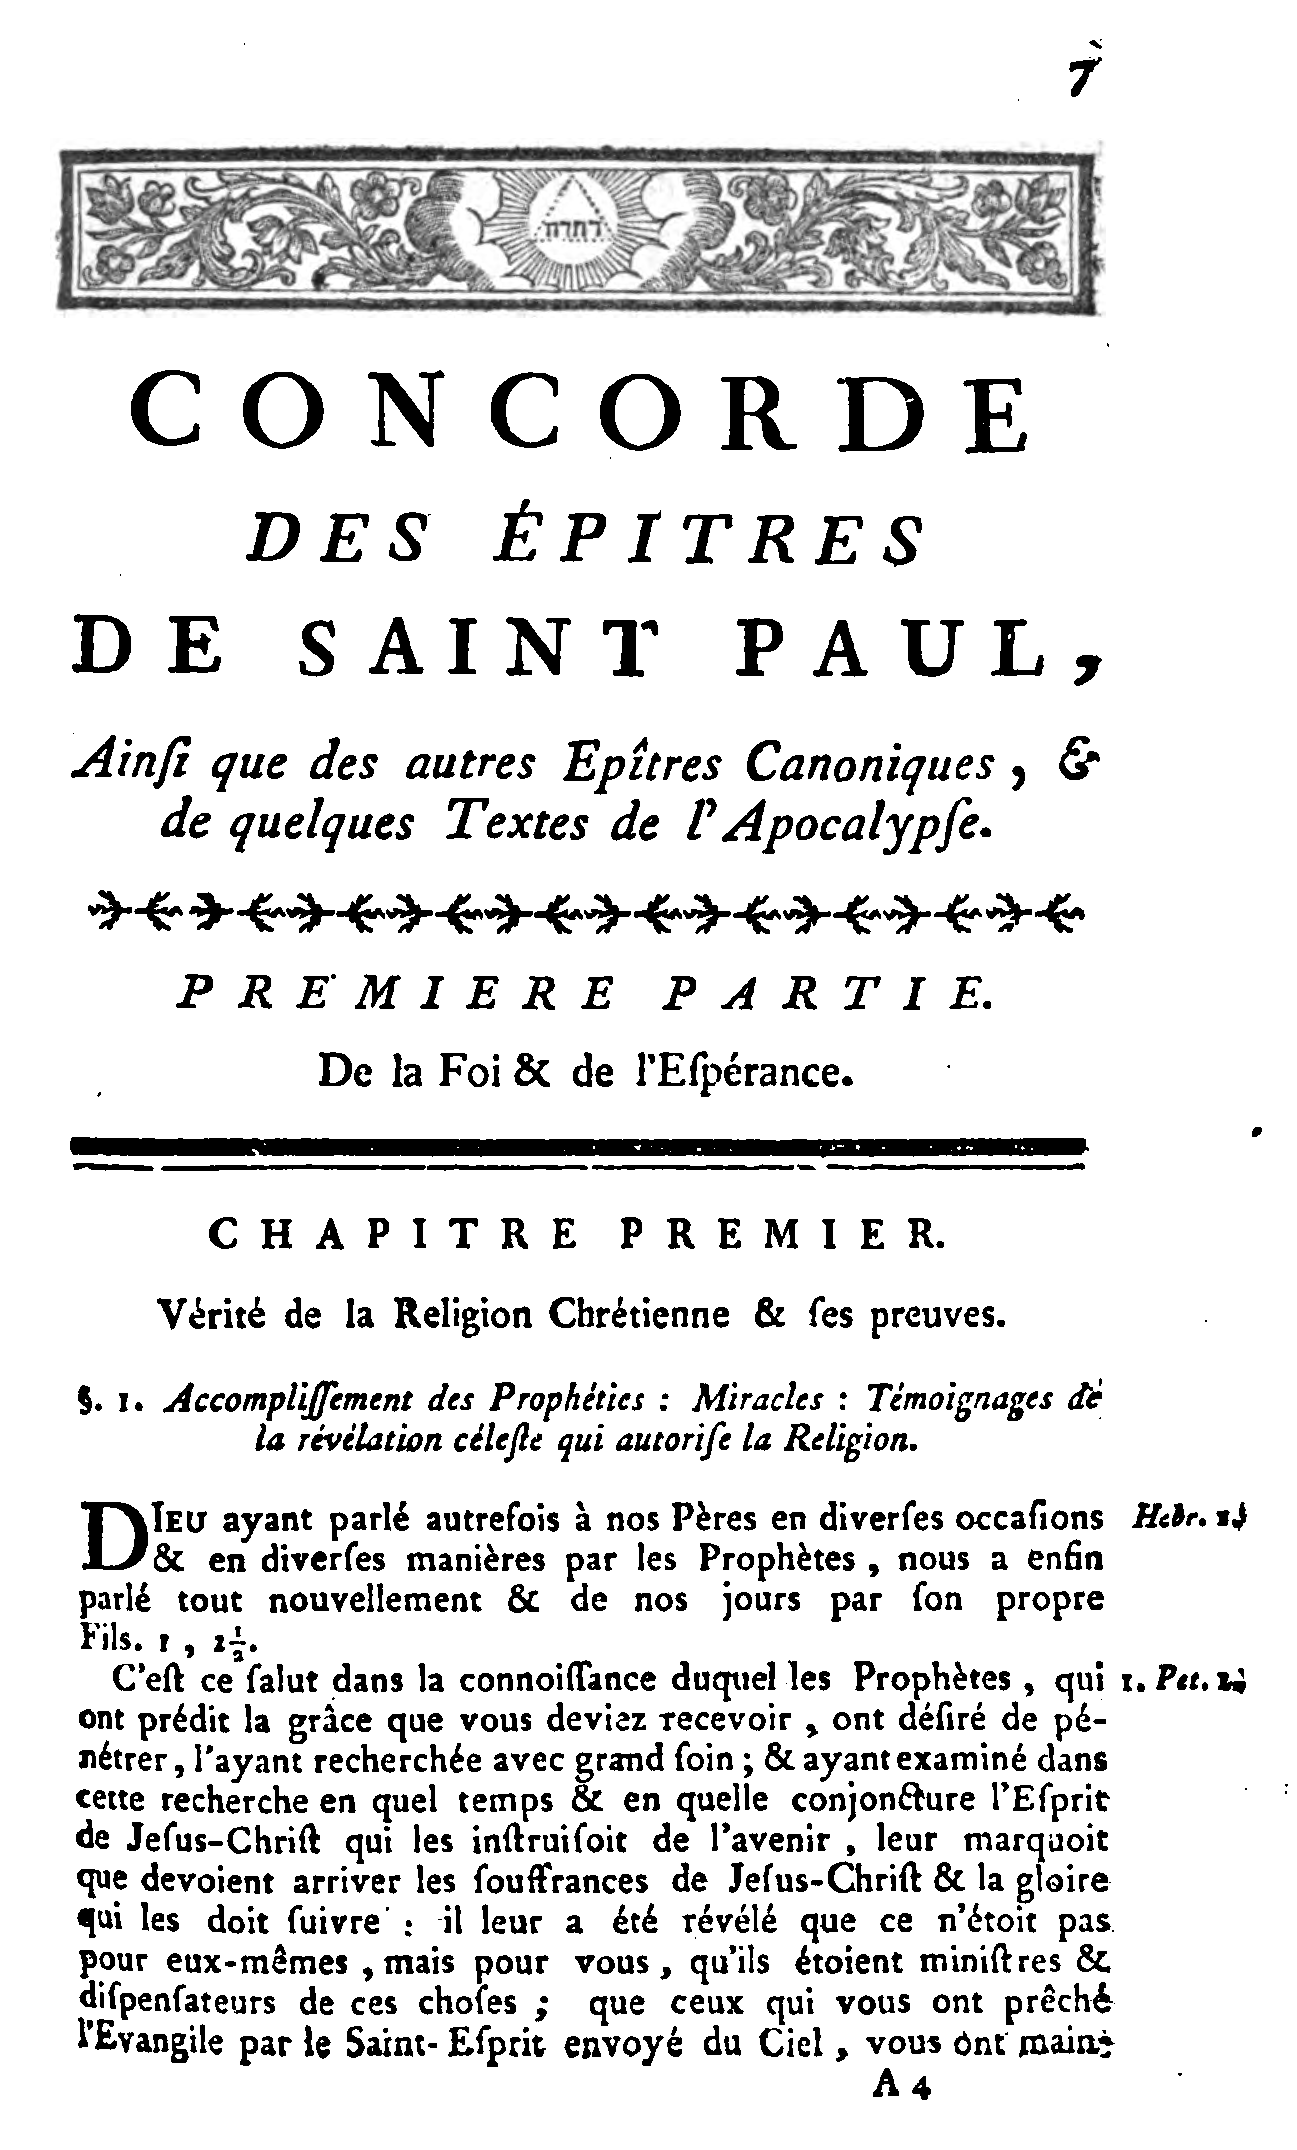 7
CONCORDE
DES ÉPITRES
DE SAINT PAUL,
Ainſi que des autres Epîtres Canoniques, &
de quelques Textes de l'Apocalypſe.
PREMIERE PARTIE.
De la Foi & de l'Eſpérance.
CHAPITRE PREMIER.
Vérité de la Religion Chrétienne & ſes preuves.
§. 1. Accompliſſement des Prophéties : Miracles : Témoignages de
la révélation céleſte qui autoriſe la Religion.
DIEU ayant parlé autrefois à nos Pères en diverſes occaſions Hebr. 1.
& en diverſes manières par les Prophètes, nous a enfin
parlé tout nouvellement & de nos jours par ſon propre
Fils. 1, 2½.
C'eſt ce ſalut dans la connoiſſance duquel les Prophètes, qui 1. Pet. 1.
ont prédit la grâce que vous deviez recevoir, ont déſiré de pé-
nétrer, l'ayant recherchée avec grand ſoin ; & ayant examiné dans
cette recherche en quel temps & en quelle conjoncture l'Eſprit
de Jeſus-Chriſt qui les inſtruiſoit de l'avenir, leur marquoit
que devoient arriver les ſouffrances de Jeſus-Chriſt & la gloire
qui les doit ſuivre : il leur a été révélé que ce n'étoit pas
pour eux-mêmes, mais pour vous, qu'ils étoient miniſtres &
diſpenſateurs de ces choſes ; que ceux qui vous ont prêché
l'Evangile par le Saint-Eſprit envoyé du Ciel, vous ont main-
A 4